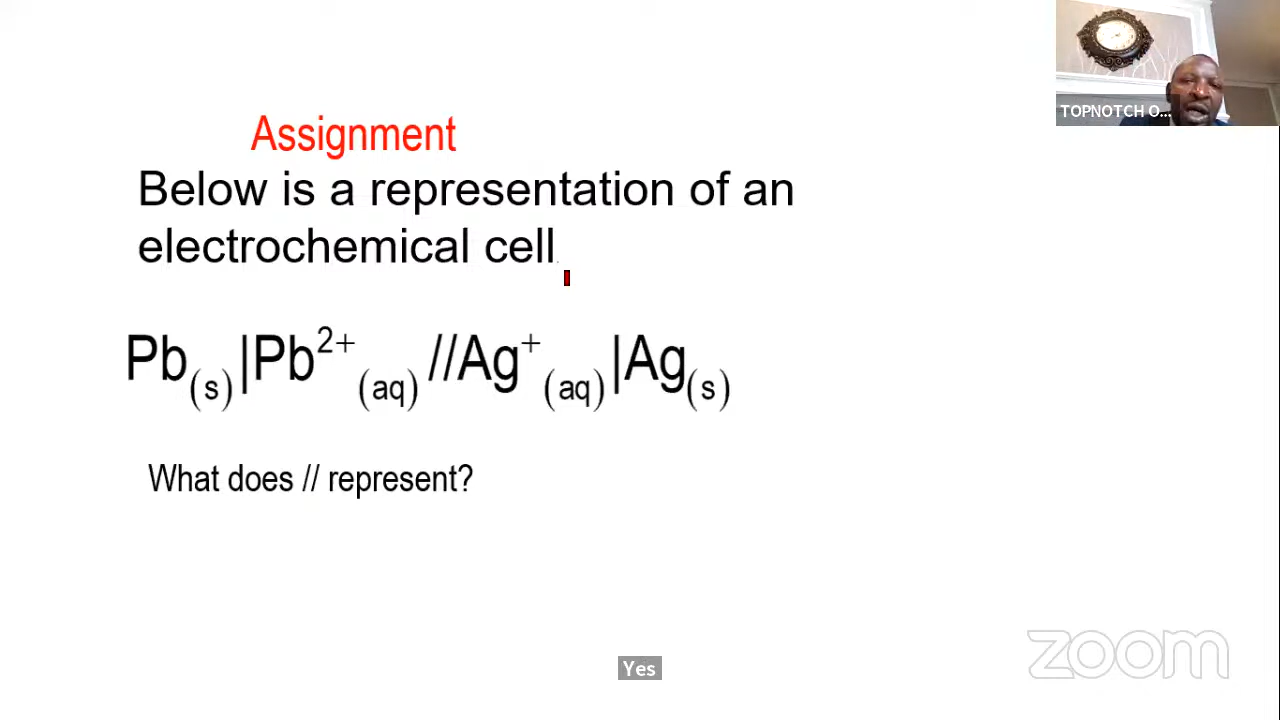 TOPNOTCH O...
Assignment
Below is a representation of an
electrochemical cell
Pb(s)|Pb²⁺(aq) //Ag⁺(aq)|Ag(s)
What does // represent?
zoom
Yes